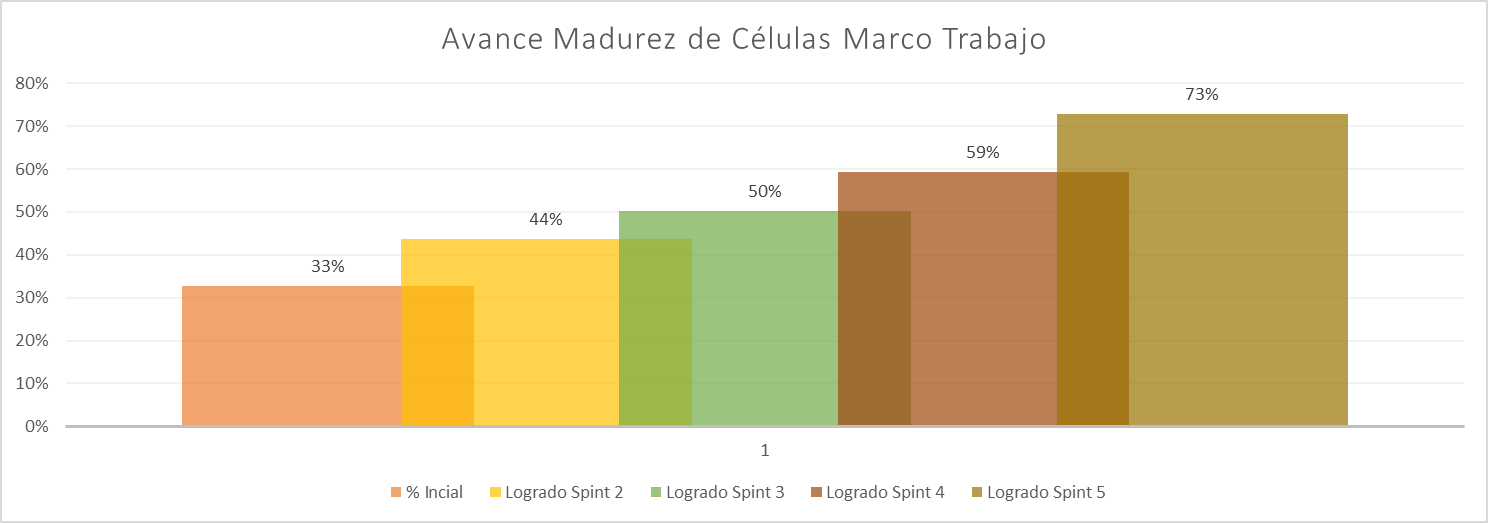 Avance Madurez de Células Marco Trabajo
80%
70%
60%
50%
40%
30%
20%
10%
0%
33%
44%
50%
59%
73%
1
% Incial
Logrado Spint 2
Logrado Spint 3
Logrado Spint 4
Logrado Spint 5